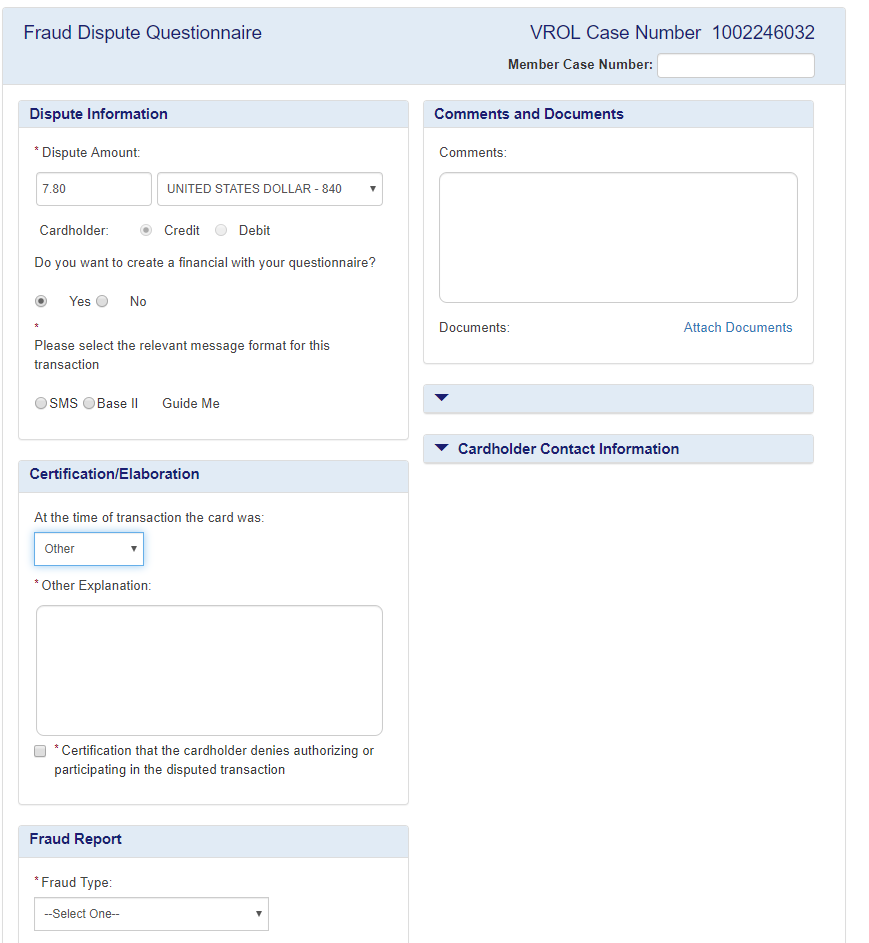 Fraud Dispute Questionnaire
VROL Case Number 1002246032
Member Case Number:
Dispute Information
* Dispute Amount:
7.80
UNITED STATES DOLLAR - 840
Cardholder: Credit Debit
Do you want to create a financial with your questionnaire?
Yes No
*
Please select the relevant message format for this
transaction
SMS Base II Guide Me
Certification/Elaboration
At the time of transaction the card was:
Other
* Other Explanation:
* Certification that the cardholder denies authorizing or
participating in the disputed transaction
Fraud Report
* Fraud Type:
--Select One--
Comments and Documents
Comments:
Documents: Attach Documents
Cardholder Contact Information